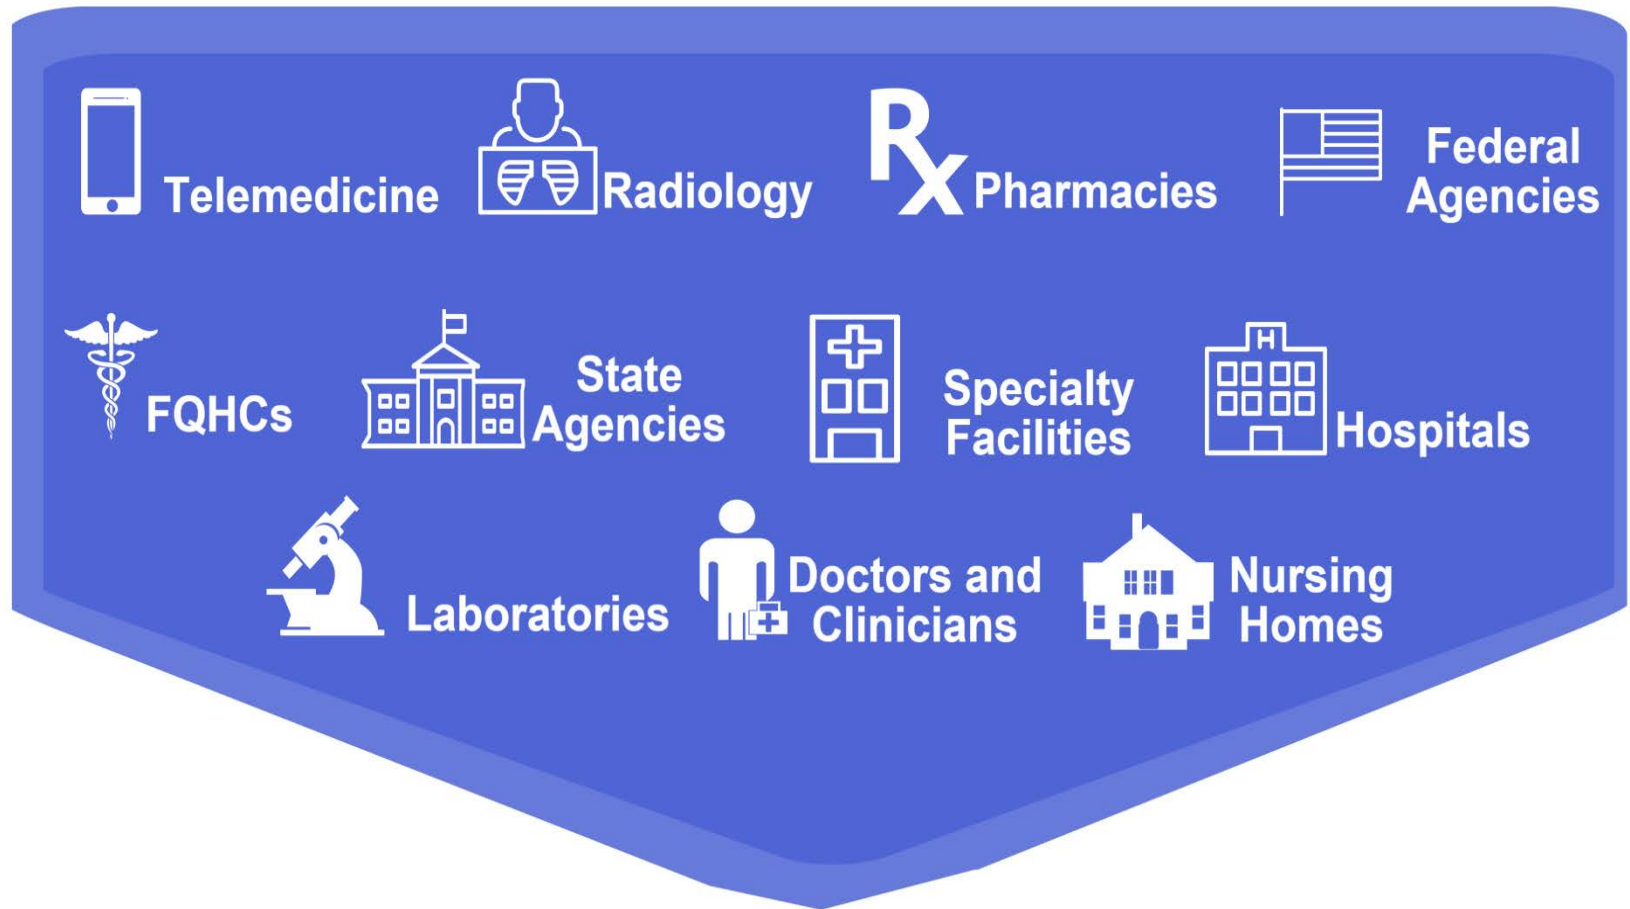 Telemedicine
Radiology
Rx
Pharmacies
Federal
Agencies
FQHCs
State
Agencies
Specialty
Facilities
H
Hospitals
Laboratories
Doctors and
Clinicians
Nursing
Homes